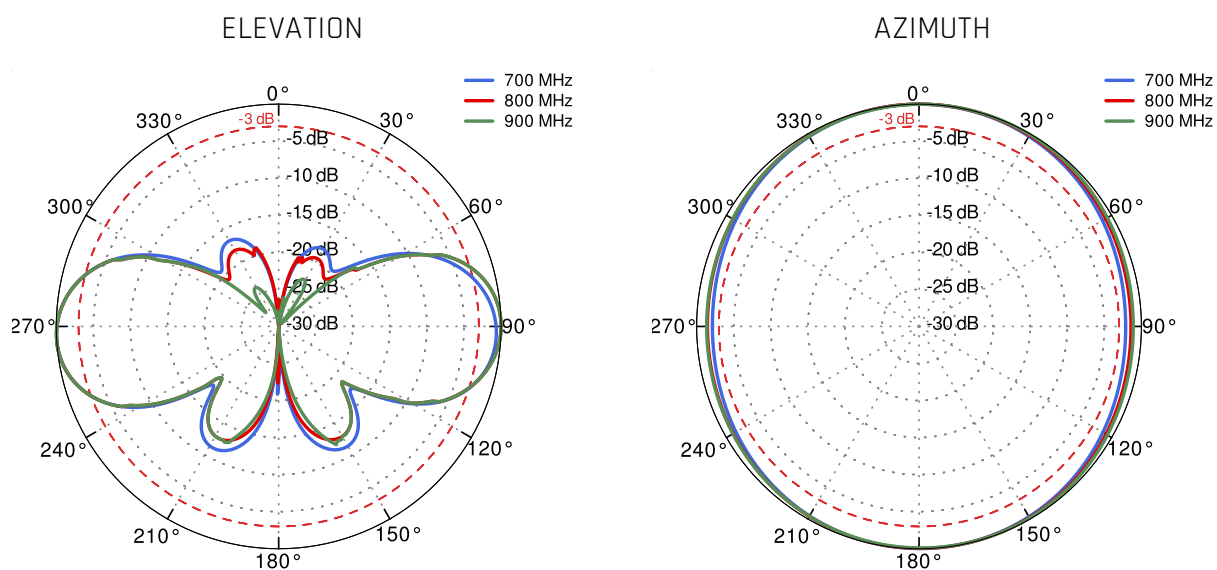 ELEVATION
700 MHz
800 MHz
900 MHz
0°
330°
-3 dB
30°
-5 dB
-10 dB
300°
-15 dB
60°
-20 dB
-25 dB
270°
-30 dB
90°
240°
120°
210°
150°
180°
AZIMUTH
700 MHz
800 MHz
900 MHz
0°
330°
-3 dB
30°
-5 dB
-10 dB
300°
-15 dB
60°
-20 dB
-25 dB
270°
-30 dB
90°
240°
120°
210°
150°
180°